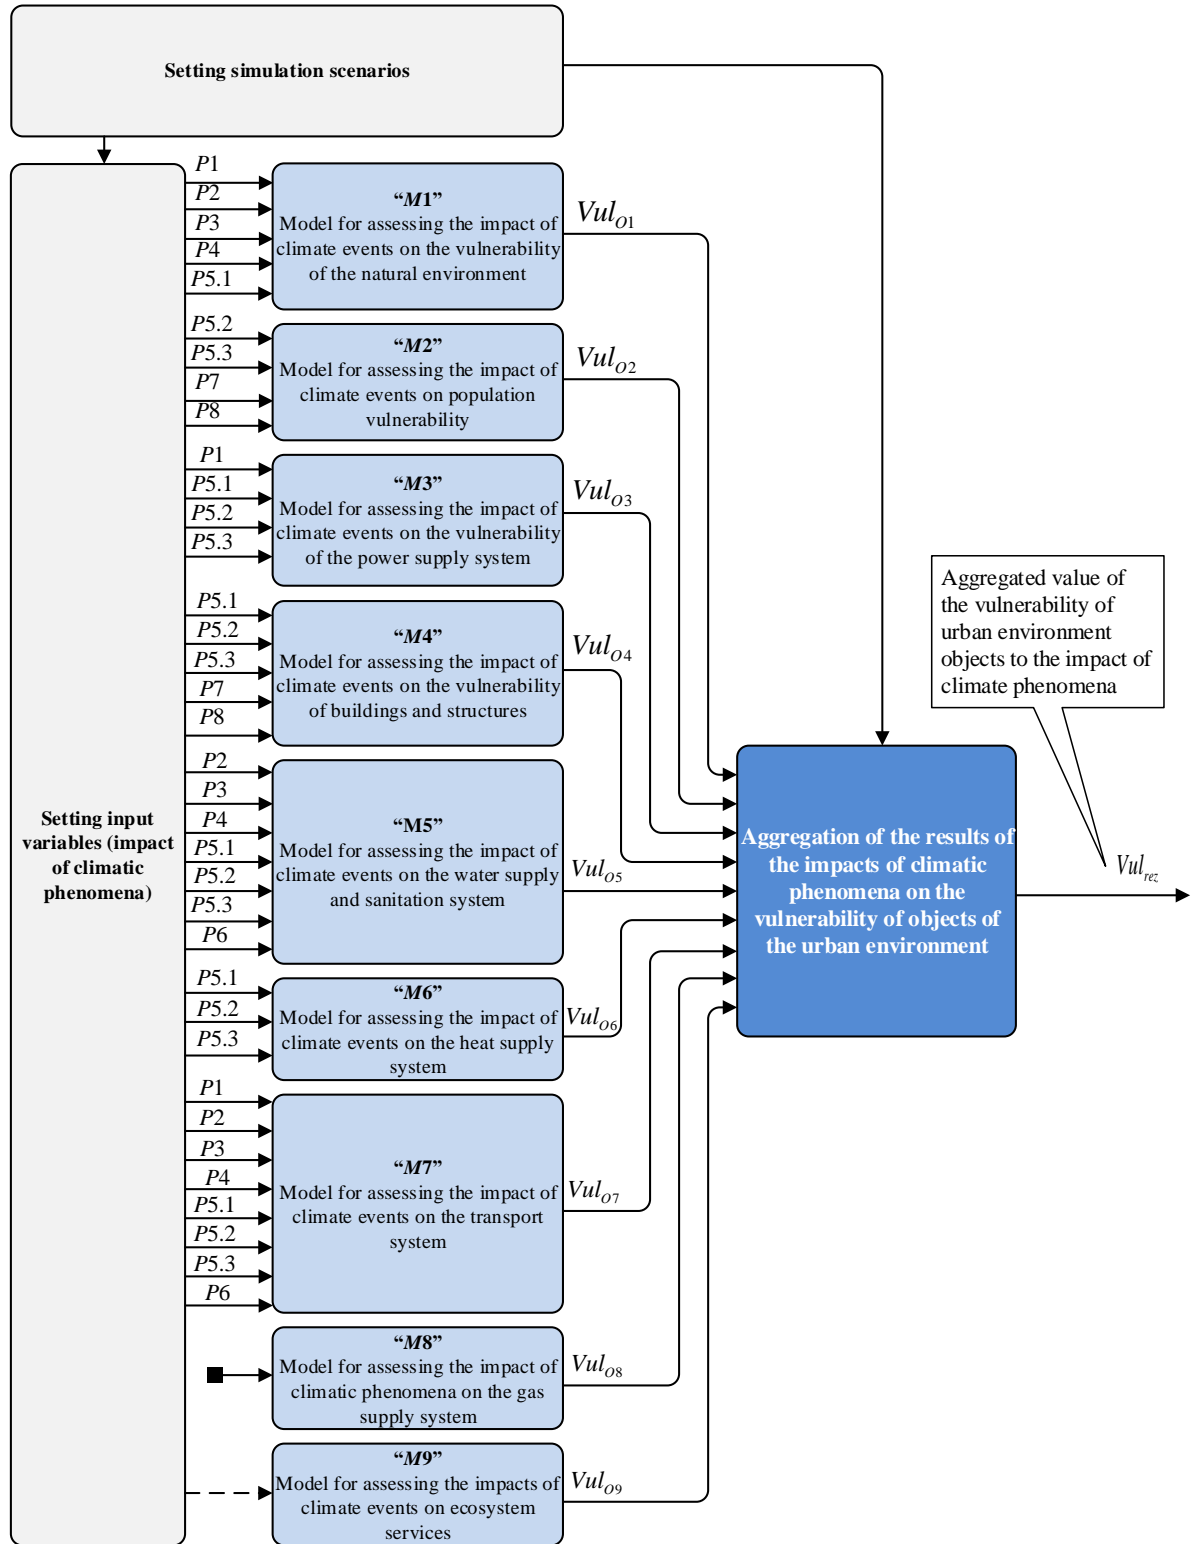 Setting simulation scenarios
Setting input
variables (impact
of climatic
phenomena)
P1
P2
P3
P4
P5.1
“M1”
Model for assessing the impact of
climate events on the vulnerability
of the natural environment
Vul_O1
P5.2
P5.3
P7
P8
“M2”
Model for assessing the impact of
climate events on population
vulnerability
Vul_O2
P1
P5.1
P5.2
P5.3
“M3”
Model for assessing the impact of
climate events on the vulnerability
of the power supply system
Vul_O3
P5.1
P5.2
P5.3
P7
P8
“M4”
Model for assessing the impact of
climate events on the vulnerability
of buildings and structures
Vul_O4
P2
P3
P4
P5.1
P5.2
P5.3
P6
“M5”
Model for assessing the impact of
climate events on the water supply
and sanitation system
Vul_O5
P5.1
P5.2
P5.3
“M6”
Model for assessing the impact of
climate events on the heat supply
system
Vul_O6
P1
P2
P3
P4
P5.1
P5.2
P5.3
P6
“M7”
Model for assessing the impact of
climate events on the transport
system
Vul_O7
“M8”
Model for assessing the impact of
climatic phenomena on the gas
supply system
Vul_O8
“M9”
Model for assessing the impacts of
climate events on ecosystem
services
Vul_O9
Aggregation of the results of
the impacts of climatic
phenomena on the
vulnerability of objects of
the urban environment
Aggregated value of
the vulnerability of
urban environment
objects to the impact of
climate phenomena
Vul_rez